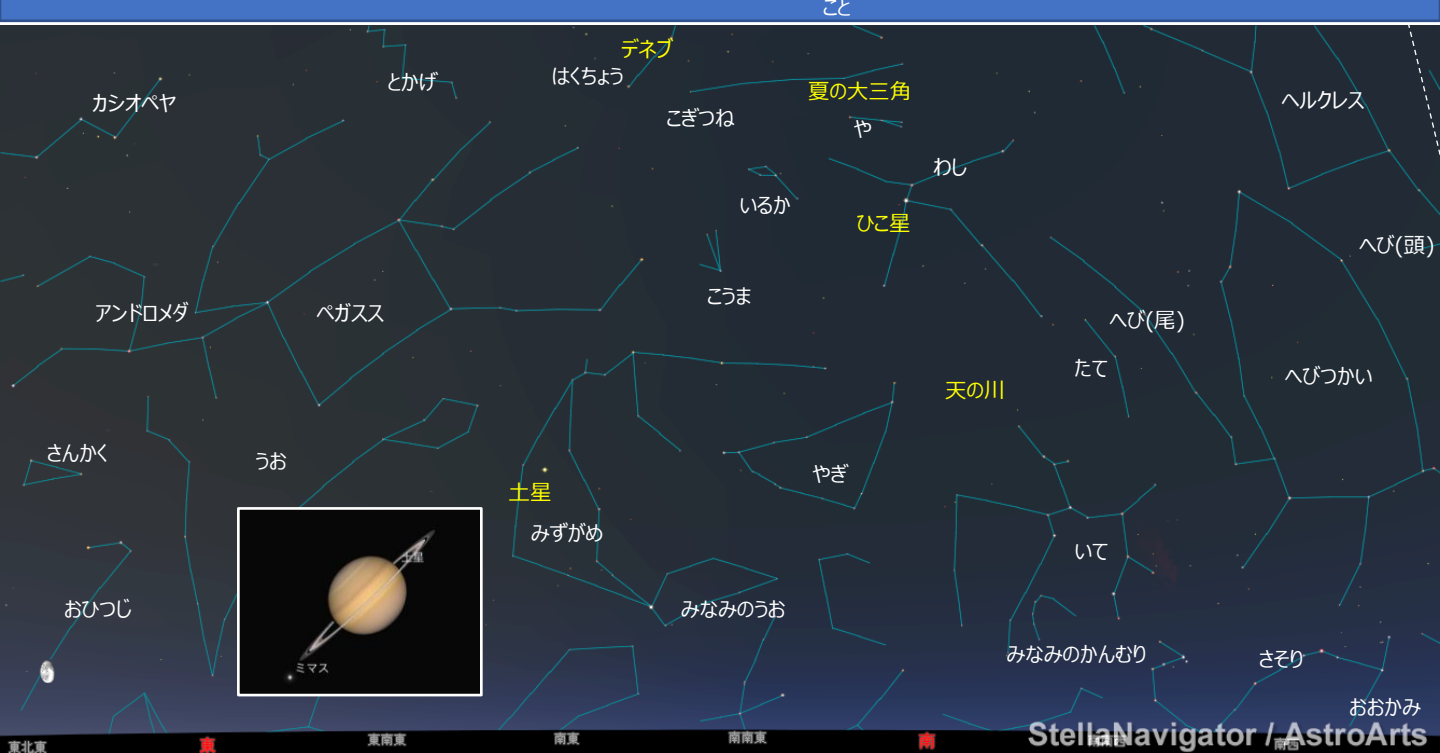 こと
デネブ
とかげ
はくちょう
カシオペヤ
夏の大三角
ヘルクレス
こぎつね
や
わし
いるか
ひこ星
へび(頭)
こうま
アンドロメダ
ペガスス
へび(尾)
たて
へびつかい
天の川
さんかく
うお
やぎ
土星
みずがめ
いて
土星
おひつじ
みなみのうお
みなみのかんむり
さそり
ミマス
おおかみ
StellaNavigator / AstroArts
東北東
東
東南東
南東
南南東
南